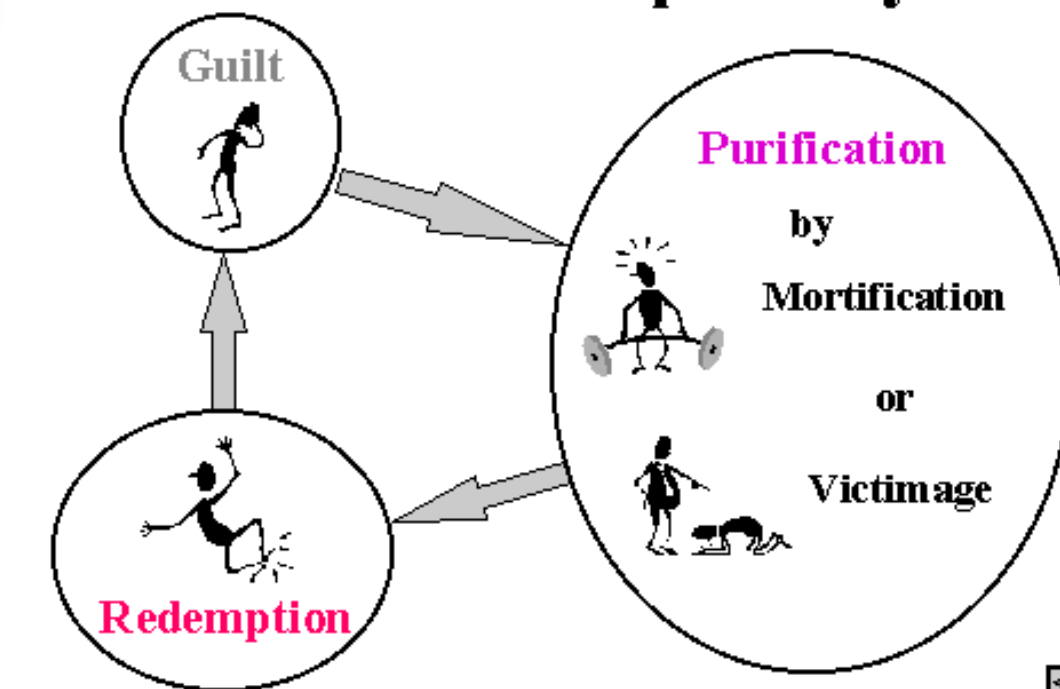 Guilt
Purification
by
Mortification
or
Victimage
Redemption